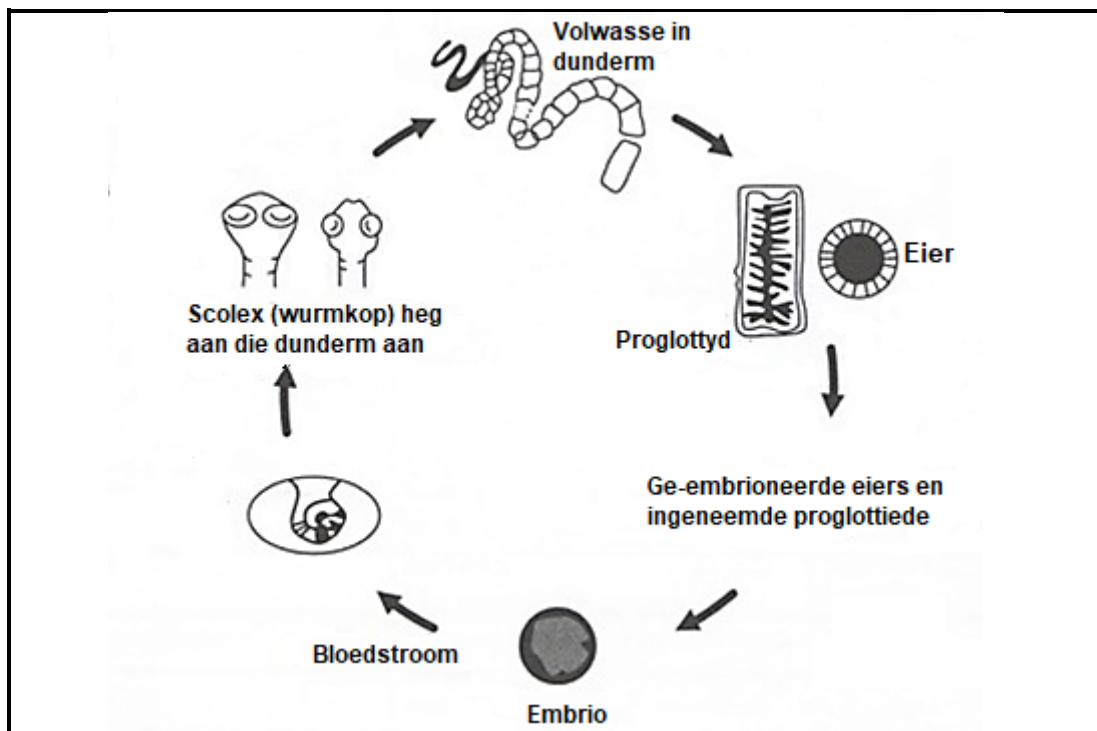 Volwasse in
dunderm
Eier
Proglottyd
Ge-embrioneerde eiers en
ingeneemde proglottiede
Embrio
Bloedstroom
Scolex (wurmkop) heg
aan die dunderm aan